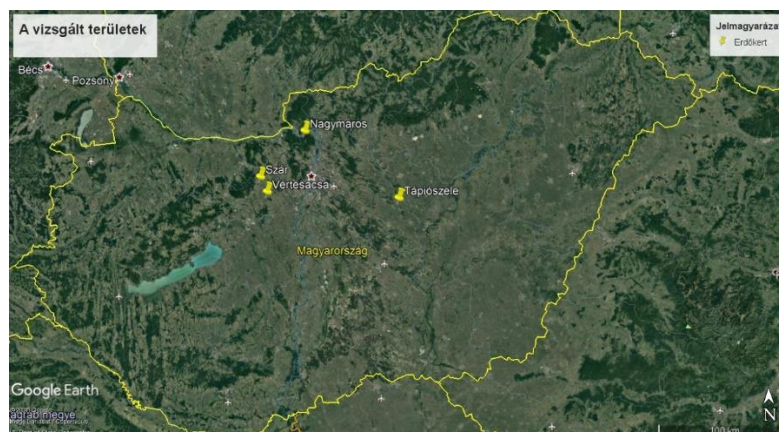 A vizsgált területek
Jelmagyarázat
Erdőkert
Bécs
Pozsony
Nagymaros
Szár
Vértesacsa
Tápiószele
Magyarország
Google Earth
100 km
N